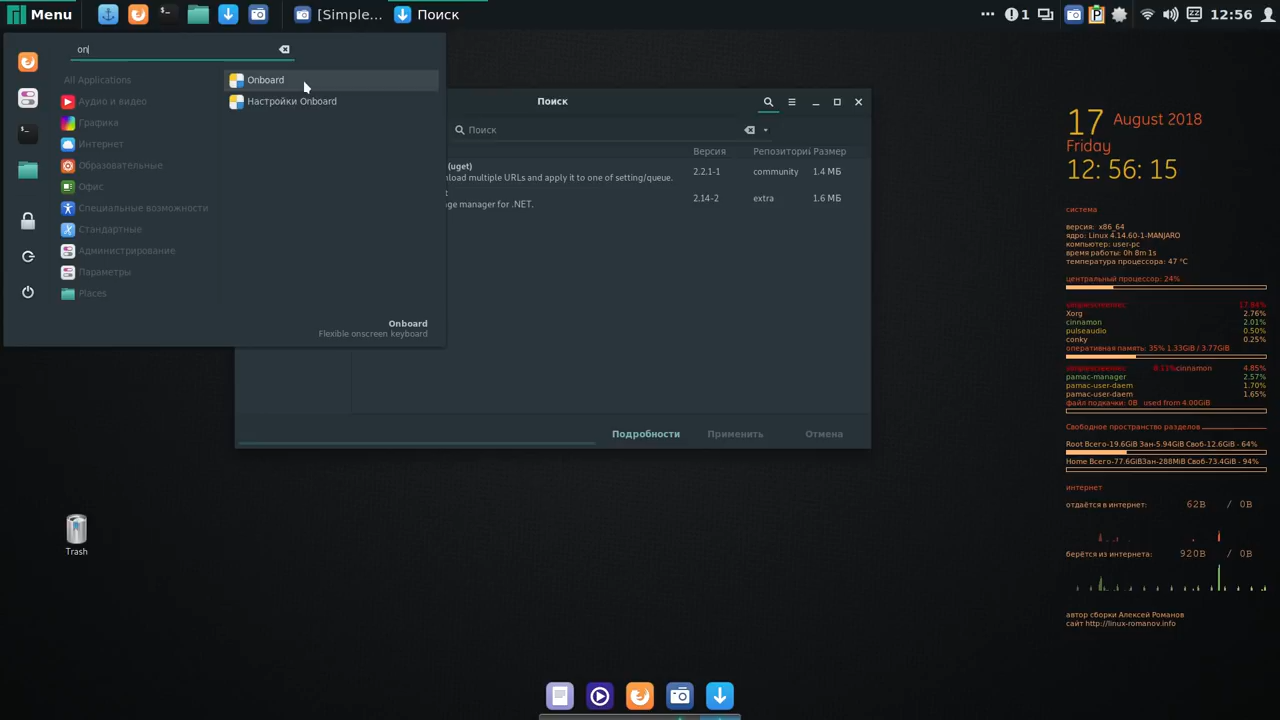 Menu
[Simple...
Поиск
1
12:56
on
All Applications
Аудио и видео
Графика
Интернет
Образовательные
Офис
Специальные возможности
Стандартные
Администрирование
Параметры
Places
Onboard
Настройки Onboard
Onboard
Flexible onscreen keyboard
Поиск
Поиск
Версия Репозитори Размер
(uget)
load multiple URLs and apply it to one of setting/queue.
2.2.1-1 community 1.4 МБ
ge manager for .NET.
2.14-2 extra 1.6 МБ
Подробности Применить Отмена
Trash
17 August 2018
Friday
12: 56: 15
система
версия: x86_64
ядро: Linux 4.14.60-1-MANJARO
компьютер: user-pc
время работы: 0h 8m 1s
температура процессора: 47 °C
центральный процессор: 24%
simplescreenrec 17.94%
Xorg 2.76%
cinnamon 2.01%
pulseaudio 0.50%
conky 0.25%
оперативная память: 35% 1.33GiB / 3.77GiB
cinnamon 4.85%
pamac-manager 2.57%
pamac-user-daem 1.70%
pamac-user-daem 1.65%
файл подкачки: 0B used from 4.00GiB
Свободное пространство разделов
Root Всего-19.6GiB Зан-5.94GiB Своб-12.6GiB - 64%
Home Всего-77.6GiBЗан-288MiB Своб-73.4GiB - 94%
интернет
отдаётся в интернет: 62B / 0B
берётся из интернета: 920B / 0B
автор сборки Алексей Романов
сайт http://linux-romanov.info